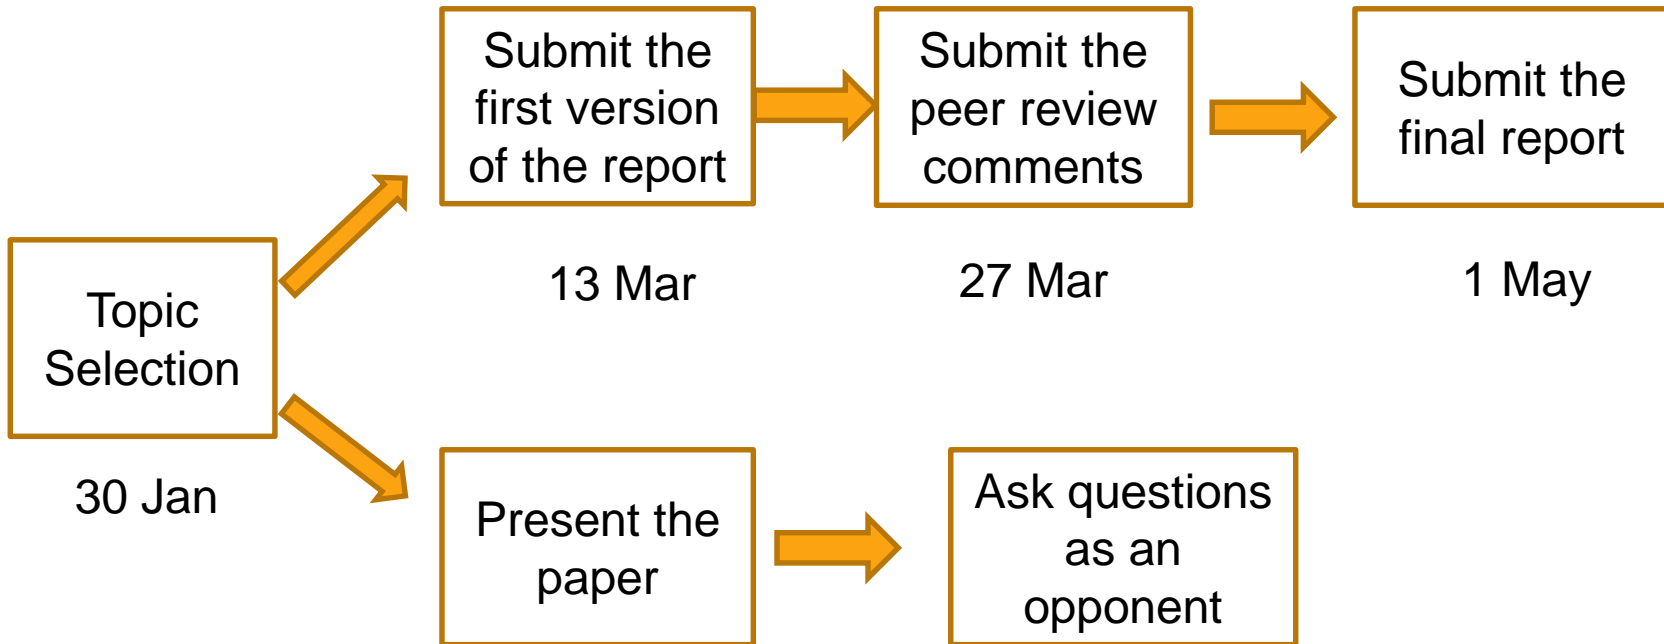 Submit the
first version
of the report
Submit the
peer review
comments
Submit the
final report
13 Mar
27 Mar
1 May
Topic
Selection
30 Jan
Present the
paper
Ask questions
as an
opponent